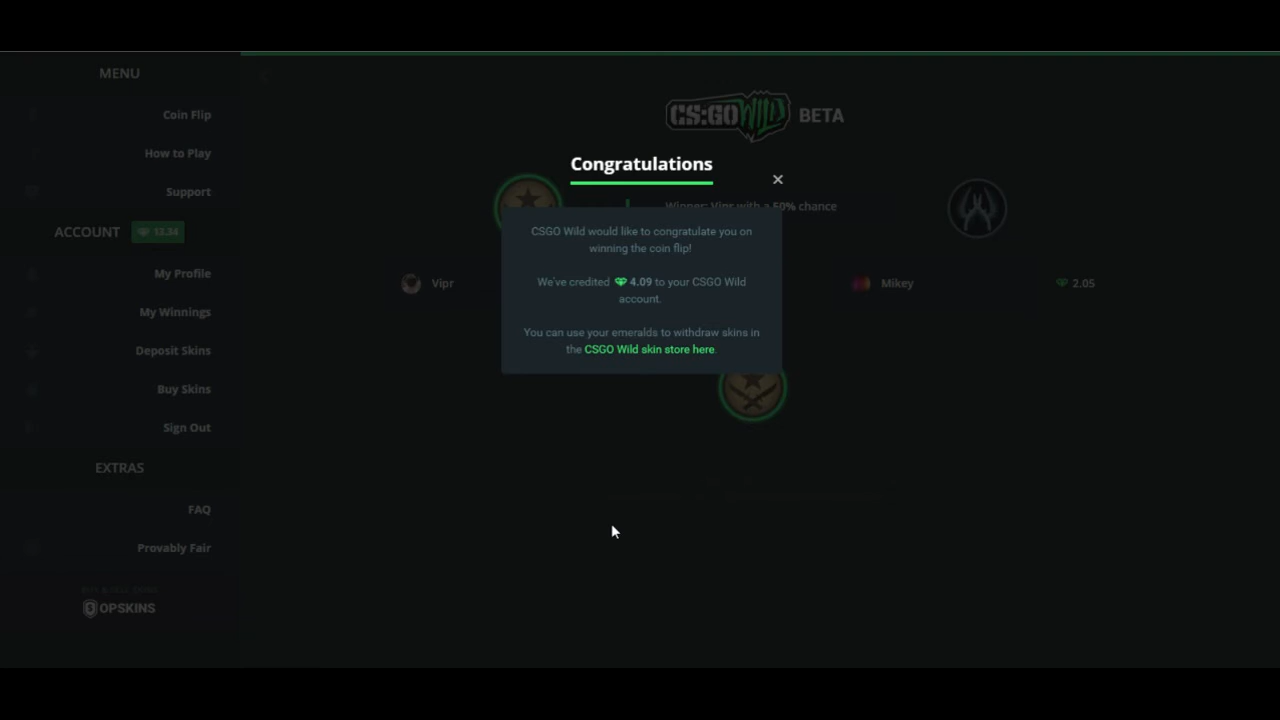 MENU
Coin Flip
How to Play
Support
ACCOUNT 13.34
My Profile
My Winnings
Deposit Skins
Buy Skins
Sign Out
EXTRAS
FAQ
Provably Fair
OPSKINS
CS:GO WILD BETA
Congratulations
Winner: Vipr with a 50% chance
CSGO Wild would like to congratulate you on
winning the coin flip!
We've credited 4.09 to your CSGO Wild
account.
You can use your emeralds to withdraw skins in
the CSGO Wild skin store here.
Vipr
Mikey
2.05